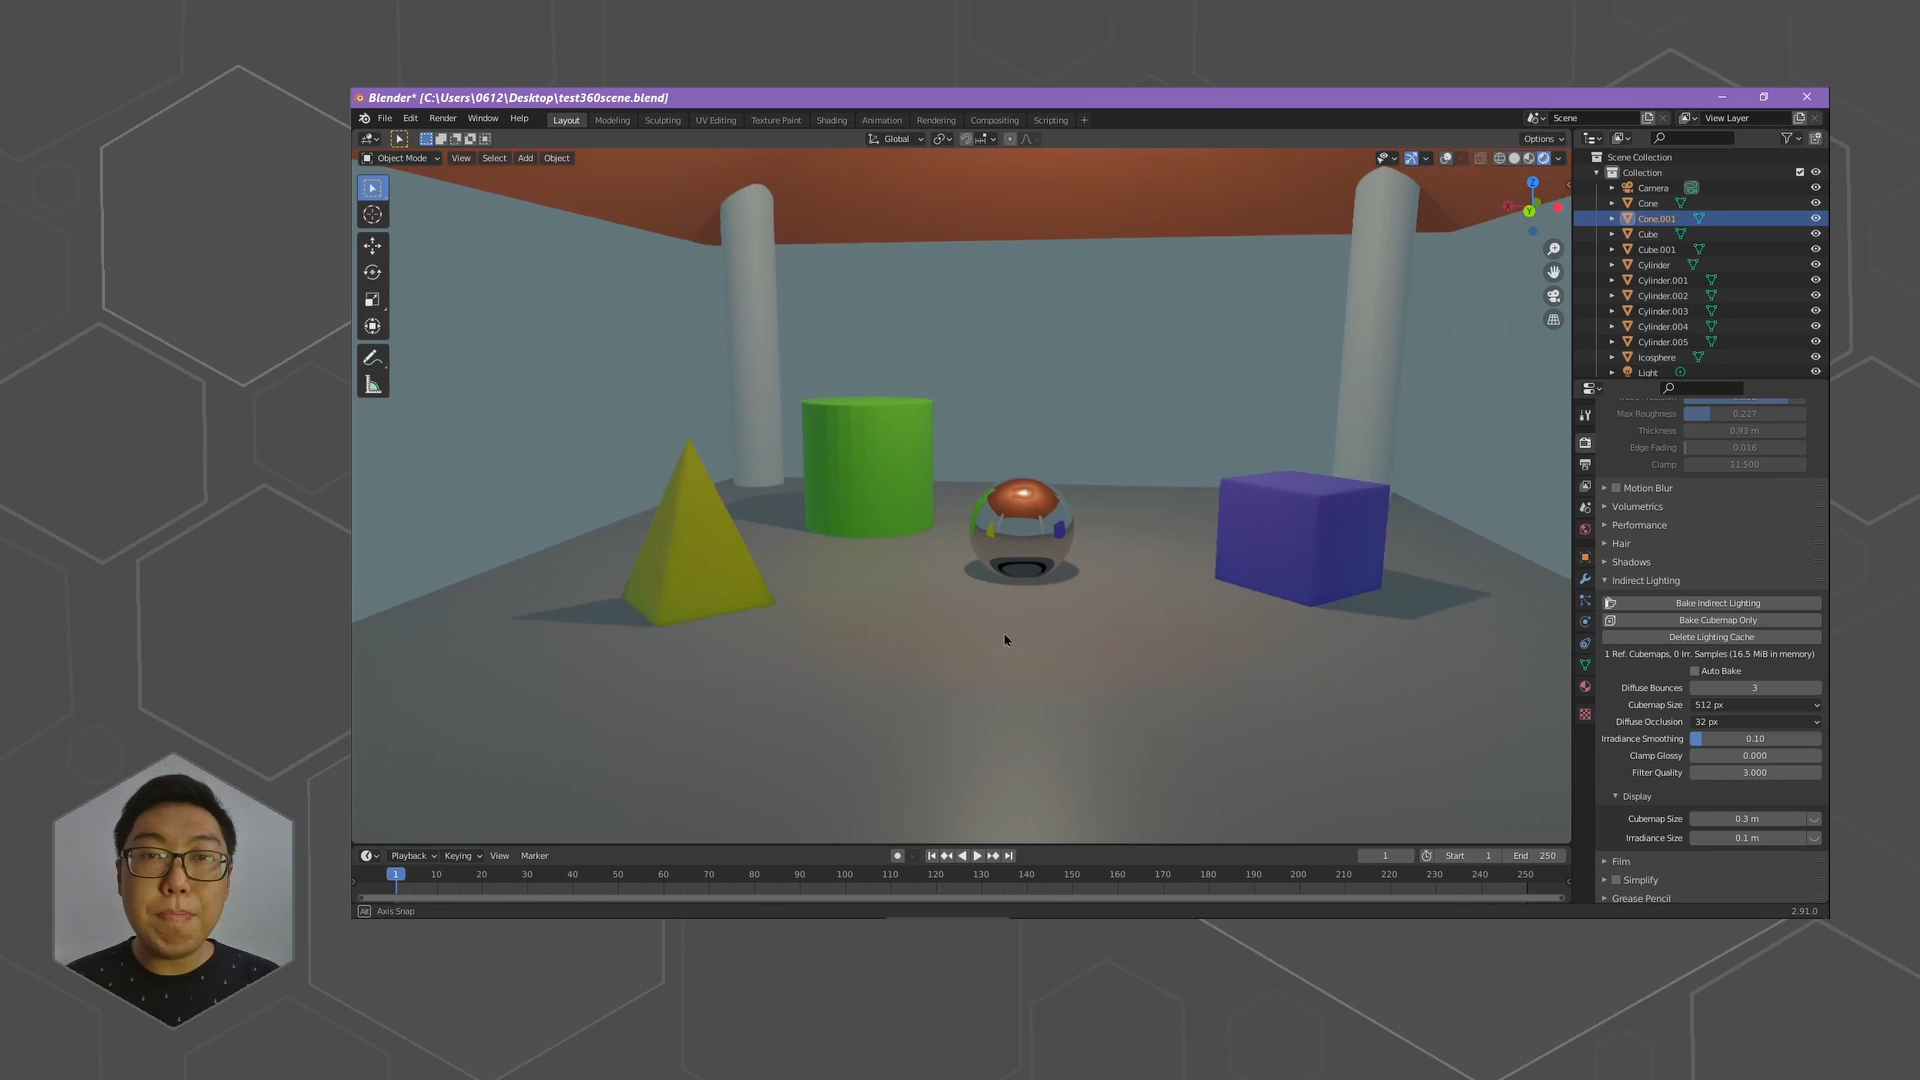 Blender* [C:\Users\0612\Desktop\test360scene.blend]
File Edit Render Window Help Layout Modeling Sculpting UV Editing Texture Paint Shading Animation Rendering Compositing Scripting + Scene View Layer
Global Options
Object Mode View Select Add Object
Z
X
Y
Scene Collection
Collection
Camera
Cone
Cone.001
Cube
Cube.001
Cylinder
Cylinder.001
Cylinder.002
Cylinder.003
Cylinder.004
Cylinder.005
Icosphere
Light
Max Roughness 0.227
Thickness 0.93 m
Edge Fading 0.016
Clamp 11.500
Motion Blur
Volumetrics
Performance
Hair
Shadows
Indirect Lighting
Bake Indirect Lighting
Bake Cubemap Only
Delete Lighting Cache
1 Ref. Cubemaps, 0 Irr. Samples (16.5 MiB in memory)
Auto Bake
Diffuse Bounces 3
Cubemap Size 512 px
Diffuse Occlusion 32 px
Irradiance Smoothing 0.10
Clamp Glossy 0.000
Filter Quality 3.000
Display
Cubemap Size 0.3 m
Irradiance Size 0.1 m
Film
Simplify
Grease Pencil
Playback Keying View Marker 1 Start 1 End 250
1 10 20 30 40 50 60 70 80 90 100 110 120 130 140 150 160 170 180 190 200 210 220 230 240 250
Alt Axis Snap 2.91.0